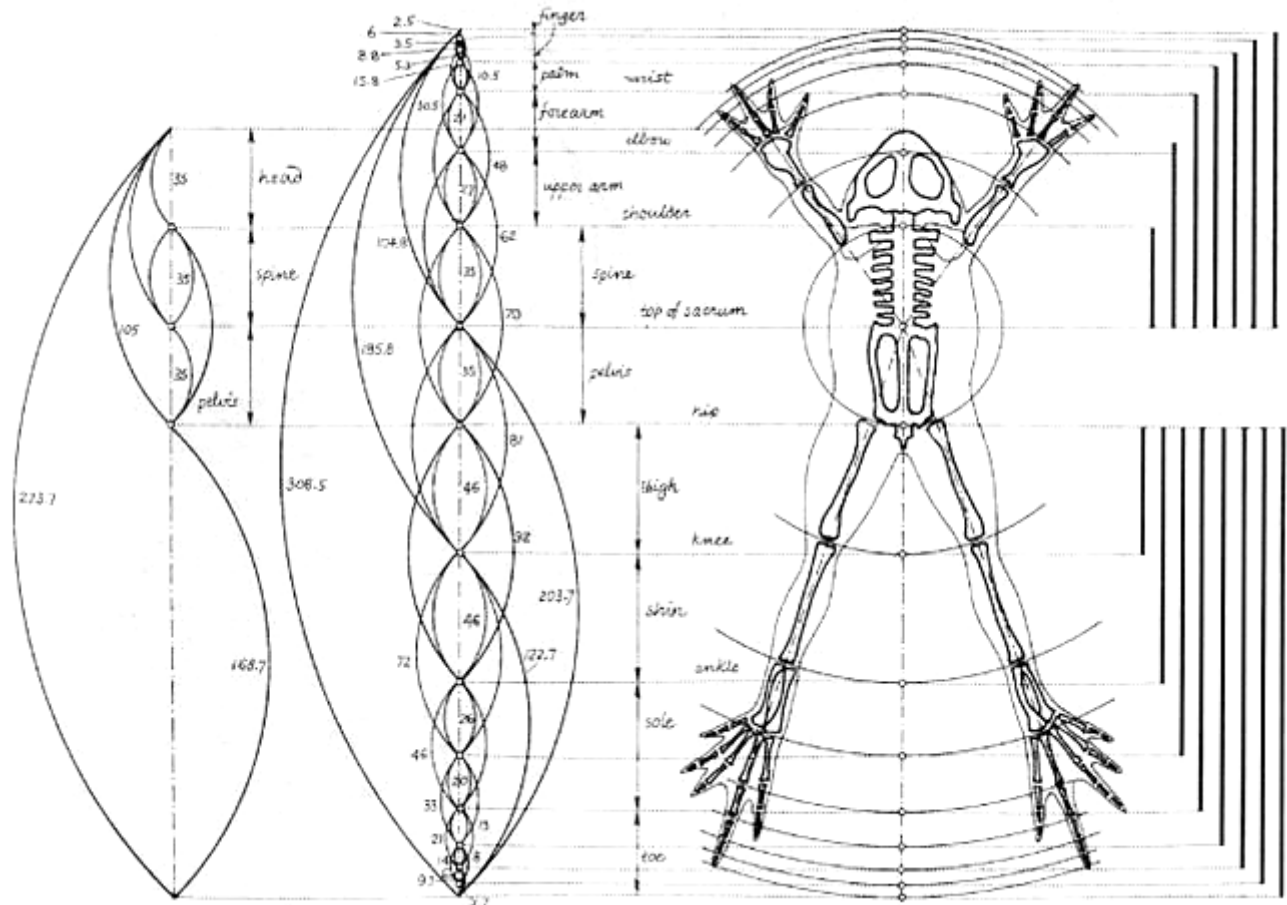 2.5
6
3.5
8.8
5.3
15.8
10.5
30.5
21
48
27
104.8
62
35
70
195.8
35
81
308.5
46
98
203.7
46
122.7
72
26
46
20
33
13
21
8
finger
palm
forearm
upper arm
wrist
elbow
shoulder
head
35
spine
35
105
35
pelvis
273.7
168.7
spine
top of sacrum
pelvis
hip
thigh
knee
shin
ankle
sole
toe